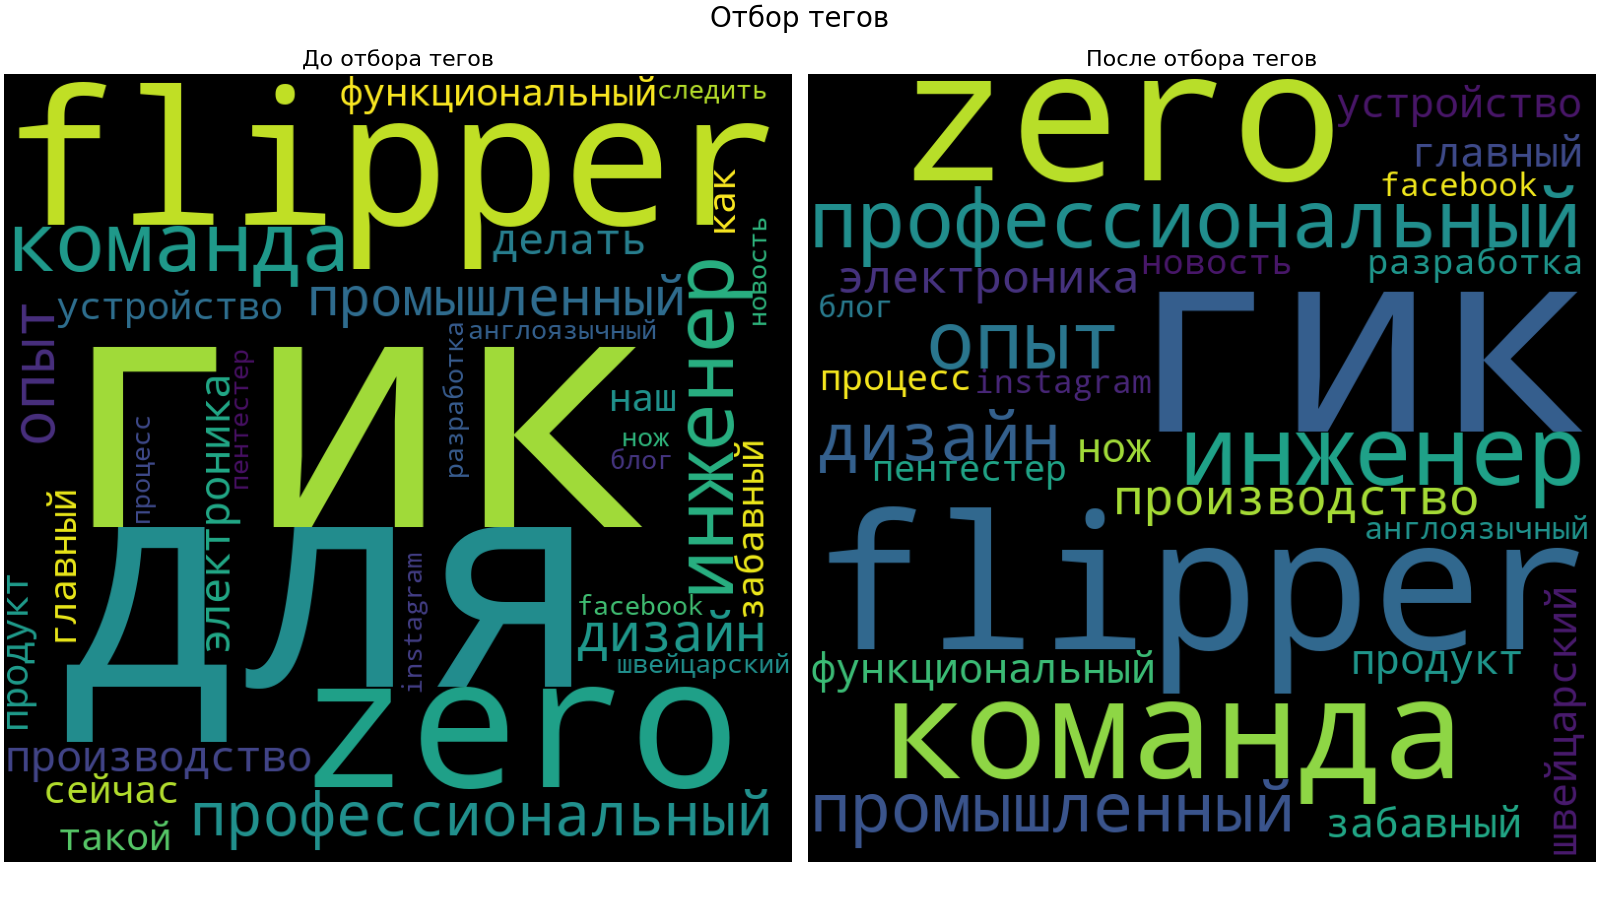 Отбор тегов
До отбора тегов
flipper
функциональный
следить
как
команда
делать
новость
устройство
промышленный
инженер
опыт
англоязычный
гик
разработка
пентестер
электроника
наш
процесс
нож
блог
забавный
главный
для
instagram
продукт
facebook
дизайн
швейцарский
zero
производство
сейчас
профессиональный
такой
После отбора тегов
zero
устройство
главный
facebook
профессиональный
электроника
новость
разработка
блог
опыт
гик
процесс
instagram
дизайн
нож
инженер
пентестер
производство
flipper
англоязычный
швейцарский
функциональный
продукт
команда
промышленный
забавный